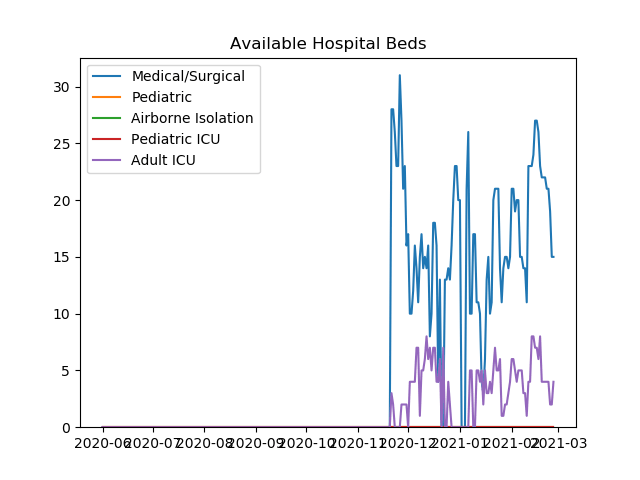 Available Hospital Beds
Medical/Surgical
Pediatric
Airborne Isolation
Pediatric ICU
Adult ICU
30
25
20
15
10
5
0
2020-06 2020-07 2020-08 2020-09 2020-10 2020-11 2020-12 2021-01 2021-02 2021-03